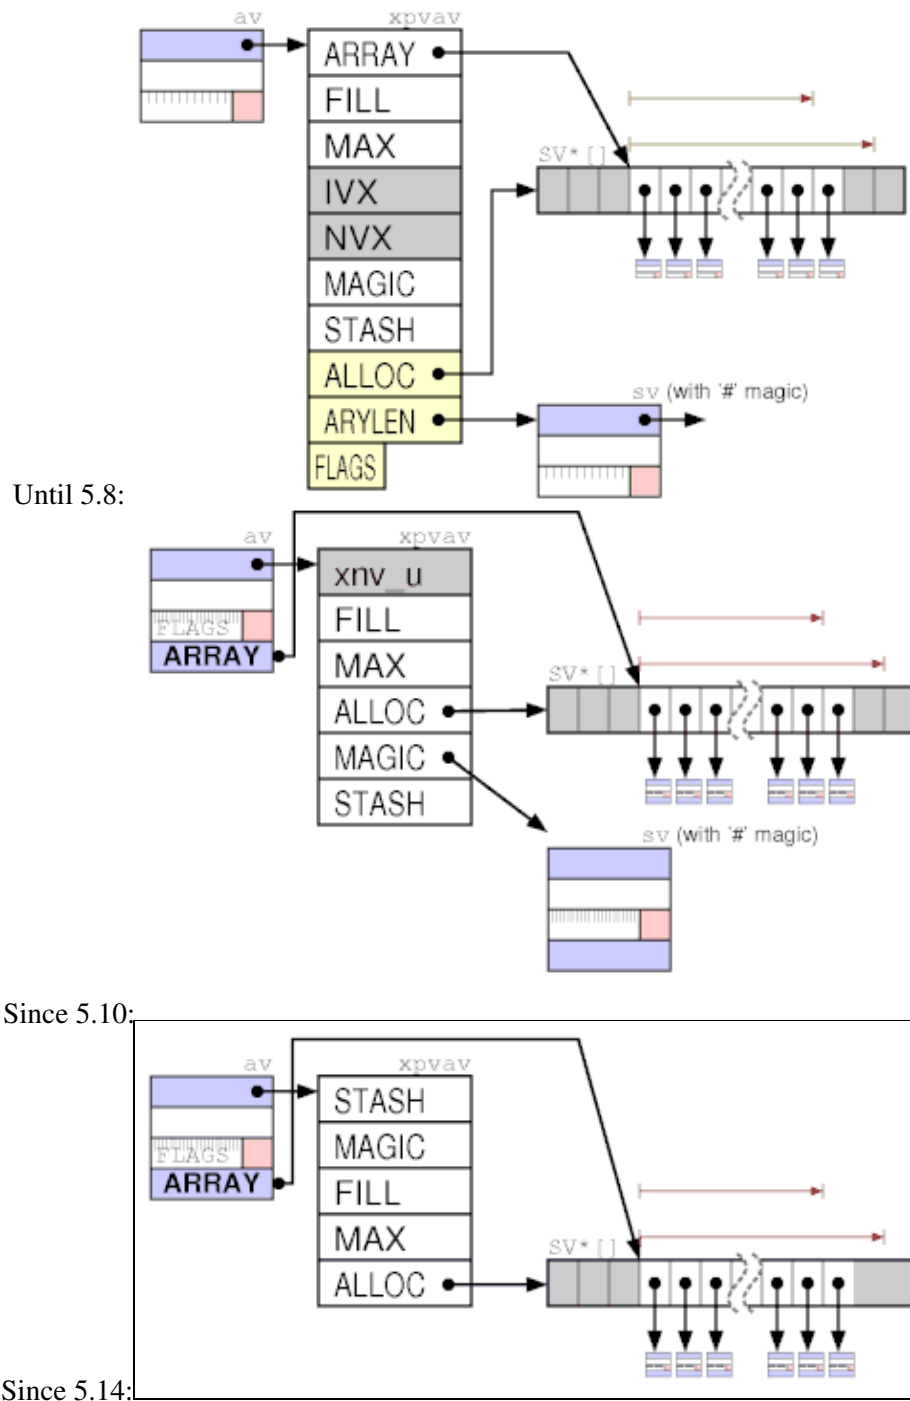 av xpvav
ARRAY
FILL
MAX
SV*[]
IVX
NVX
MAGIC
STASH
ALLOC
sv (with '#' magic)
ARYLEN
FLAGS
Until 5.8:
av xpvav
xnv_u
FILL
FLAGS
ARRAY MAX
SV*[]
ALLOC
MAGIC
STASH
sv (with '#' magic)
Since 5.10:
av xpvav
STASH
FLAGS MAGIC
ARRAY
FILL
MAX SV*[]
ALLOC
Since 5.14: